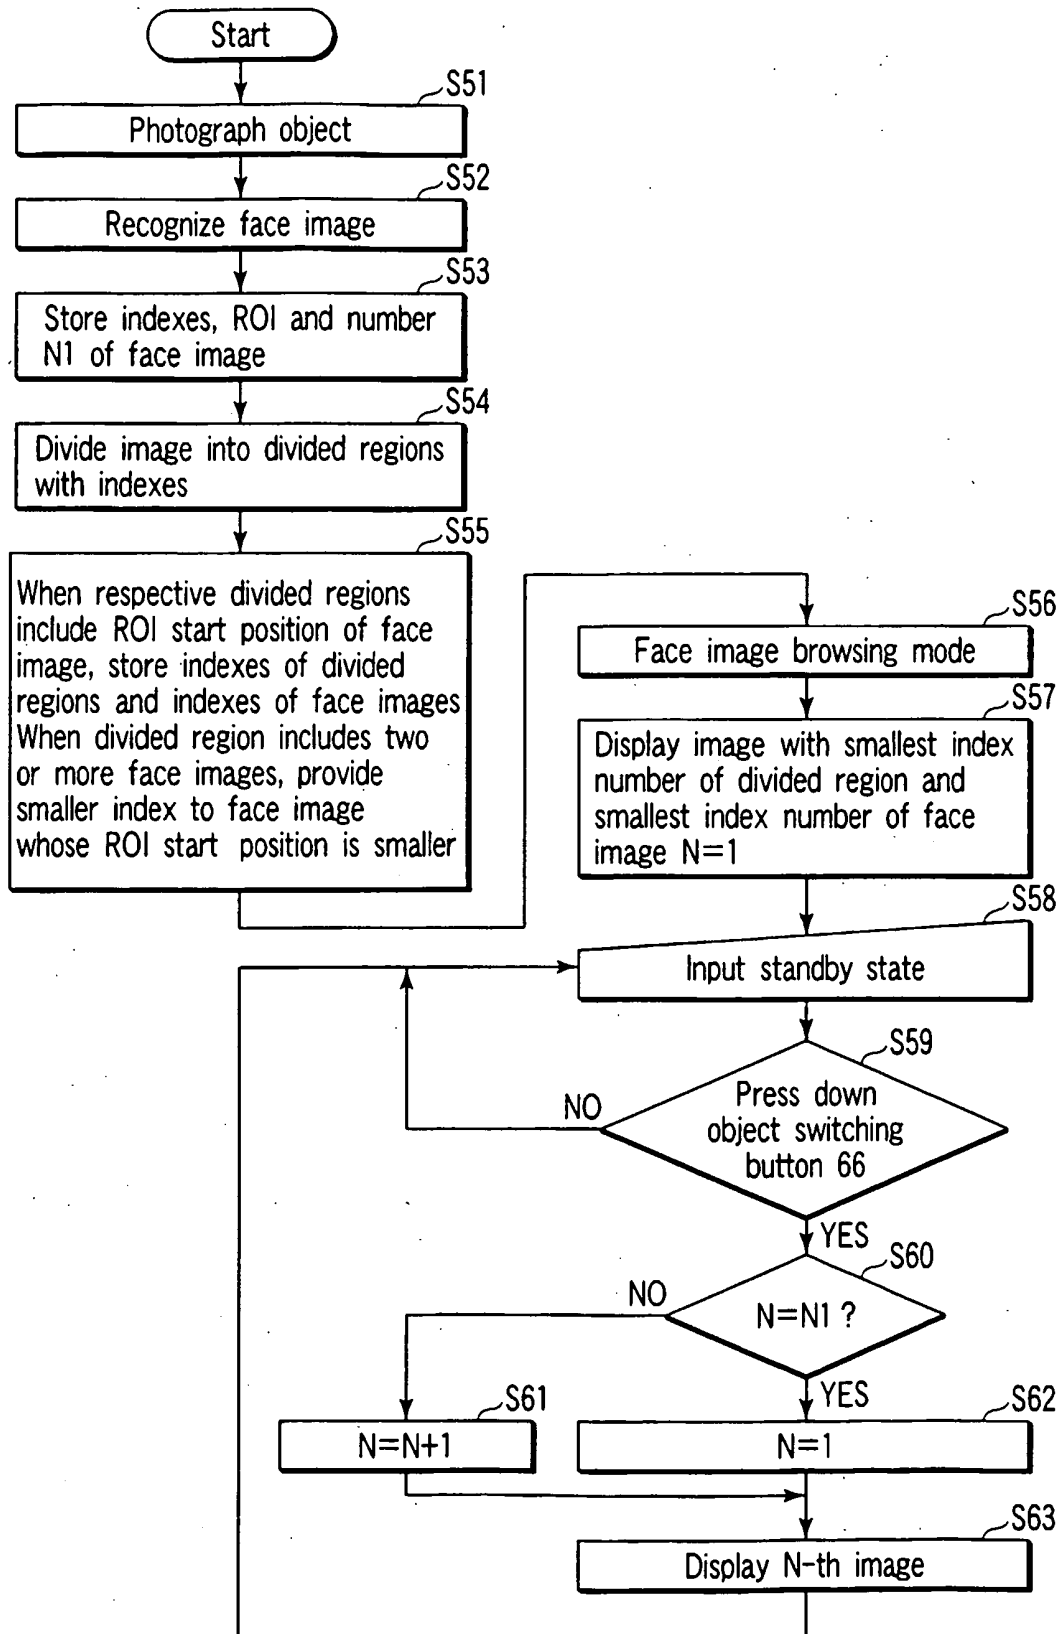 Start
S51
Photograph object
S52
Recognize face image
S53
Store indexes, ROI and number
N1 of face image
S54
Divide image into divided regions
with indexes
S55
When respective divided regions
include ROI start position of face
image, store indexes of divided
regions and indexes of face images
When divided region includes two
or more face images, provide
smaller index to face image
whose ROI start position is smaller
S56
Face image browsing mode
S57
Display image with smallest index
number of divided region and
smallest index number of face
image N=1
S58
Input standby state
S59
Press down
object switching
button 66
NO
YES
S60
N=N1 ?
NO
YES
S61
N=N+1
S62
N=1
S63
Display N-th image